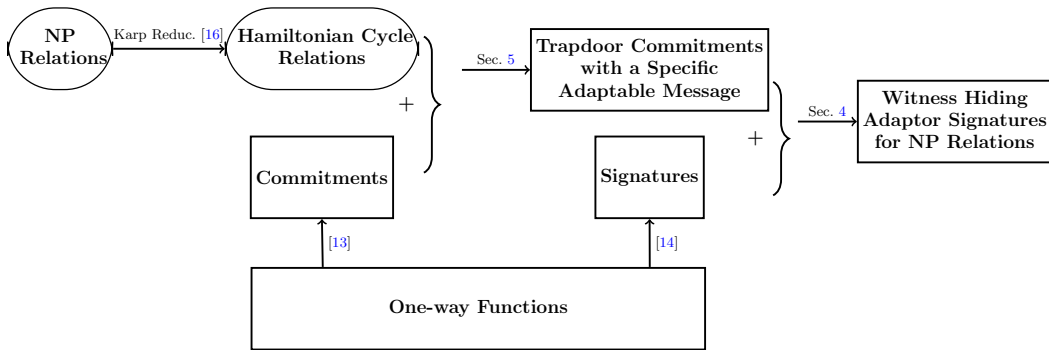 NP
Relations
Karp Reduc. [16]
Hamiltonian Cycle
Relations
+
Commitments
Sec. 5
Trapdoor Commitments
with a Specific
Adaptable Message
+
Signatures
Sec. 4
Witness Hiding
Adaptor Signatures
for NP Relations
[13]
[14]
One-way Functions